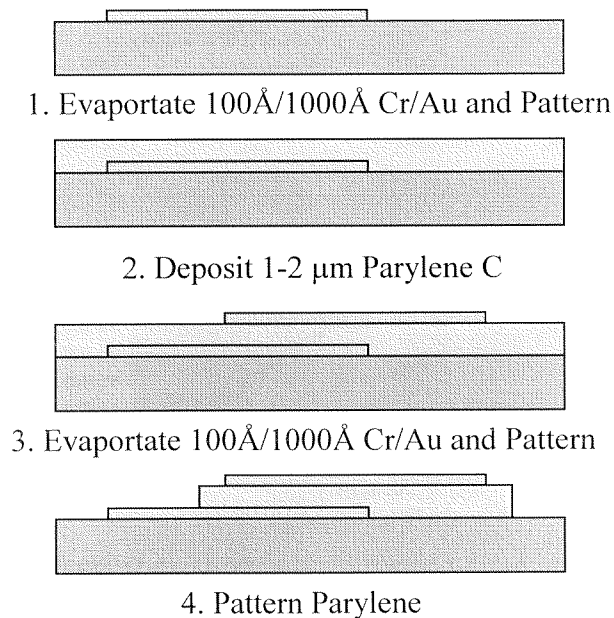 1. Evaportate 100Å/1000Å Cr/Au and Pattern
2. Deposit 1-2 μm Parylene C
3. Evaportate 100Å/1000Å Cr/Au and Pattern
4. Pattern Parylene